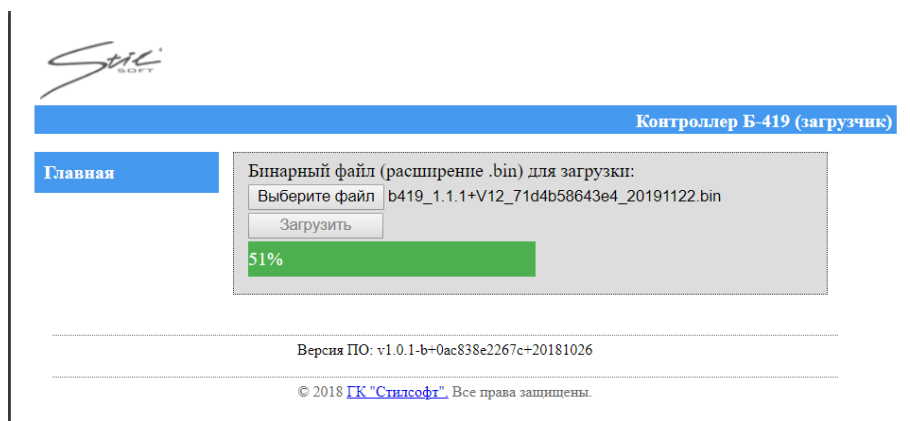 Stil
SOFT
Контроллер Б-419 (загрузчик)
Главная
Бинарный файл (расширение .bin) для загрузки:
Выберите файл b419_1.1.1+V12_71d4b58643e4_20191122.bin
Загрузить
51%
Версия ПО: v1.0.1-b+0ac838e2267c+20181026
© 2018 ГК "Стилсофт". Все права защищены.